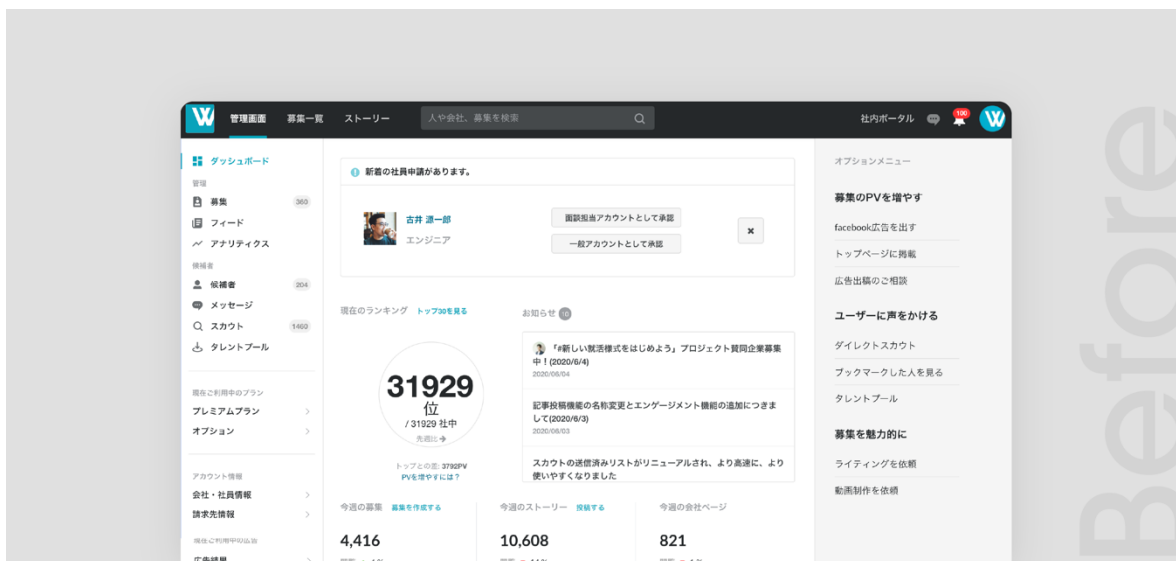 W 管理画面 募集一覧 ストーリー 人や会社、募集を検索 社内ポータル 100 W
ダッシュボード
管理
募集 360
フィード
アナリティクス
候補者
候補者 204
メッセージ
スカウト 1460
タレントプール
現在ご利用中のプラン
プレミアムプラン
オプション
アカウント情報
会社・社員情報
請求先情報
現在ご利用中の広告
広告結果
新着の社員申請があります。
古井 源一郎
エンジニア
面談担当アカウントとして承認
一般アカウントとして承認
現在のランキング トップ30を見る
31929
位
/ 31929 社中
先週比
トップとの差: 3792PV
PVを増やすには？
お知らせ 10
「#新しい就活様式をはじめよう」プロジェクト賛同企業募集
中！(2020/6/4)
2020/06/04
記事投稿機能の名称変更とエンゲージメント機能の追加につきま
して(2020/6/3)
2020/06/03
スカウトの送信済みリストがリニューアルされ、より高速に、より
使いやすくなりました
今週の募集 募集を作成する
4,416
今週のストーリー 投稿する
10,608
今週の会社ページ
821
オプションメニュー
募集のPVを増やす
facebook広告を出す
トップページに掲載
広告出稿のご相談
ユーザーに声をかける
ダイレクトスカウト
ブックマークした人を見る
タレントプール
募集を魅力的に
ライティングを依頼
動画制作を依頼
Before